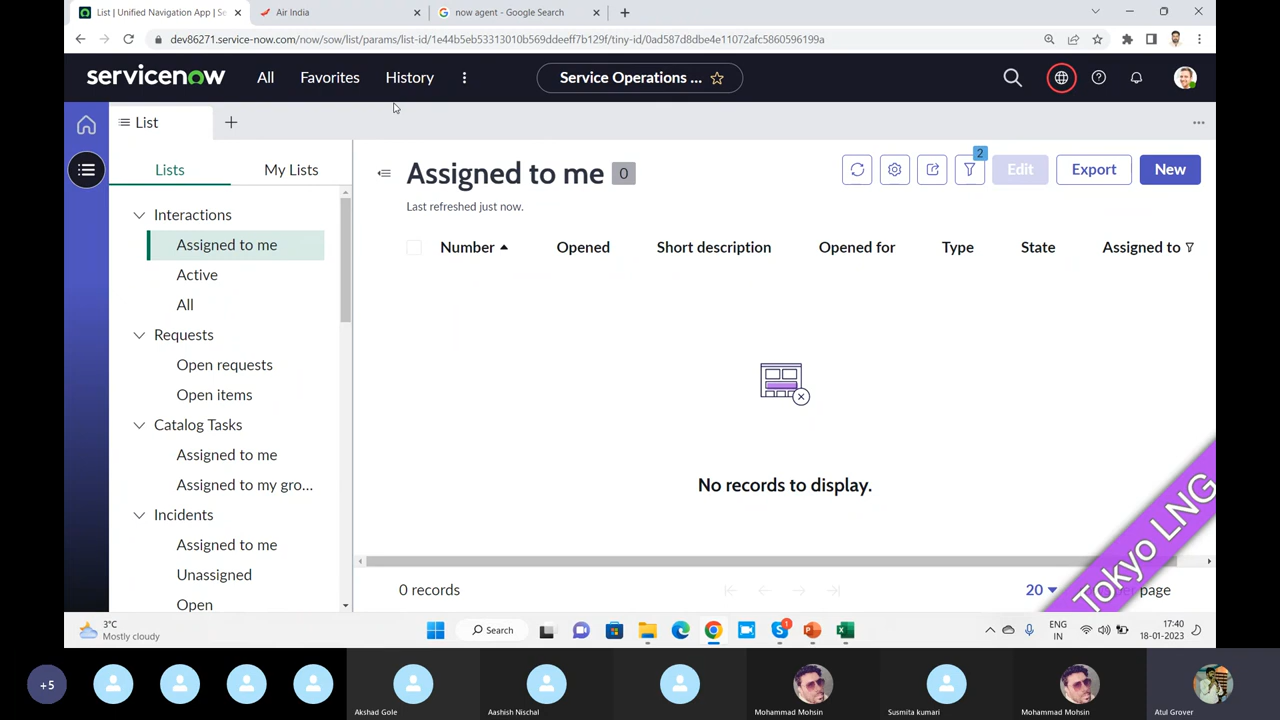 List | Unified Navigation App | Se
Air India
now agent - Google Search
dev86271.service-now.com/now/sow/list/params/list-id/1e44b5eb53313010b569ddeeff7b129f/tiny-id/0ad587d8dbe4e11072afc5860596199a
servicenow
All
Favorites
History
Service Operations ...
List
Lists
My Lists
Interactions
Assigned to me
Active
All
Requests
Open requests
Open items
Catalog Tasks
Assigned to me
Assigned to my gro...
Incidents
Assigned to me
Unassigned
Open
Assigned to me 0
Last refreshed just now.
2
Edit
Export
New
Number
Opened
Short description
Opened for
Type
State
Assigned to
No records to display.
0 records
20
page
Tokyo LNG
3°C
Mostly cloudy
Search
1
ENG
IN
17:40
18-01-2023
+5
Akshad Gole
Aashish Nischal
Mohammad Mohsin
Susmita kumari
Mohammad Mohsin
Atul Grover